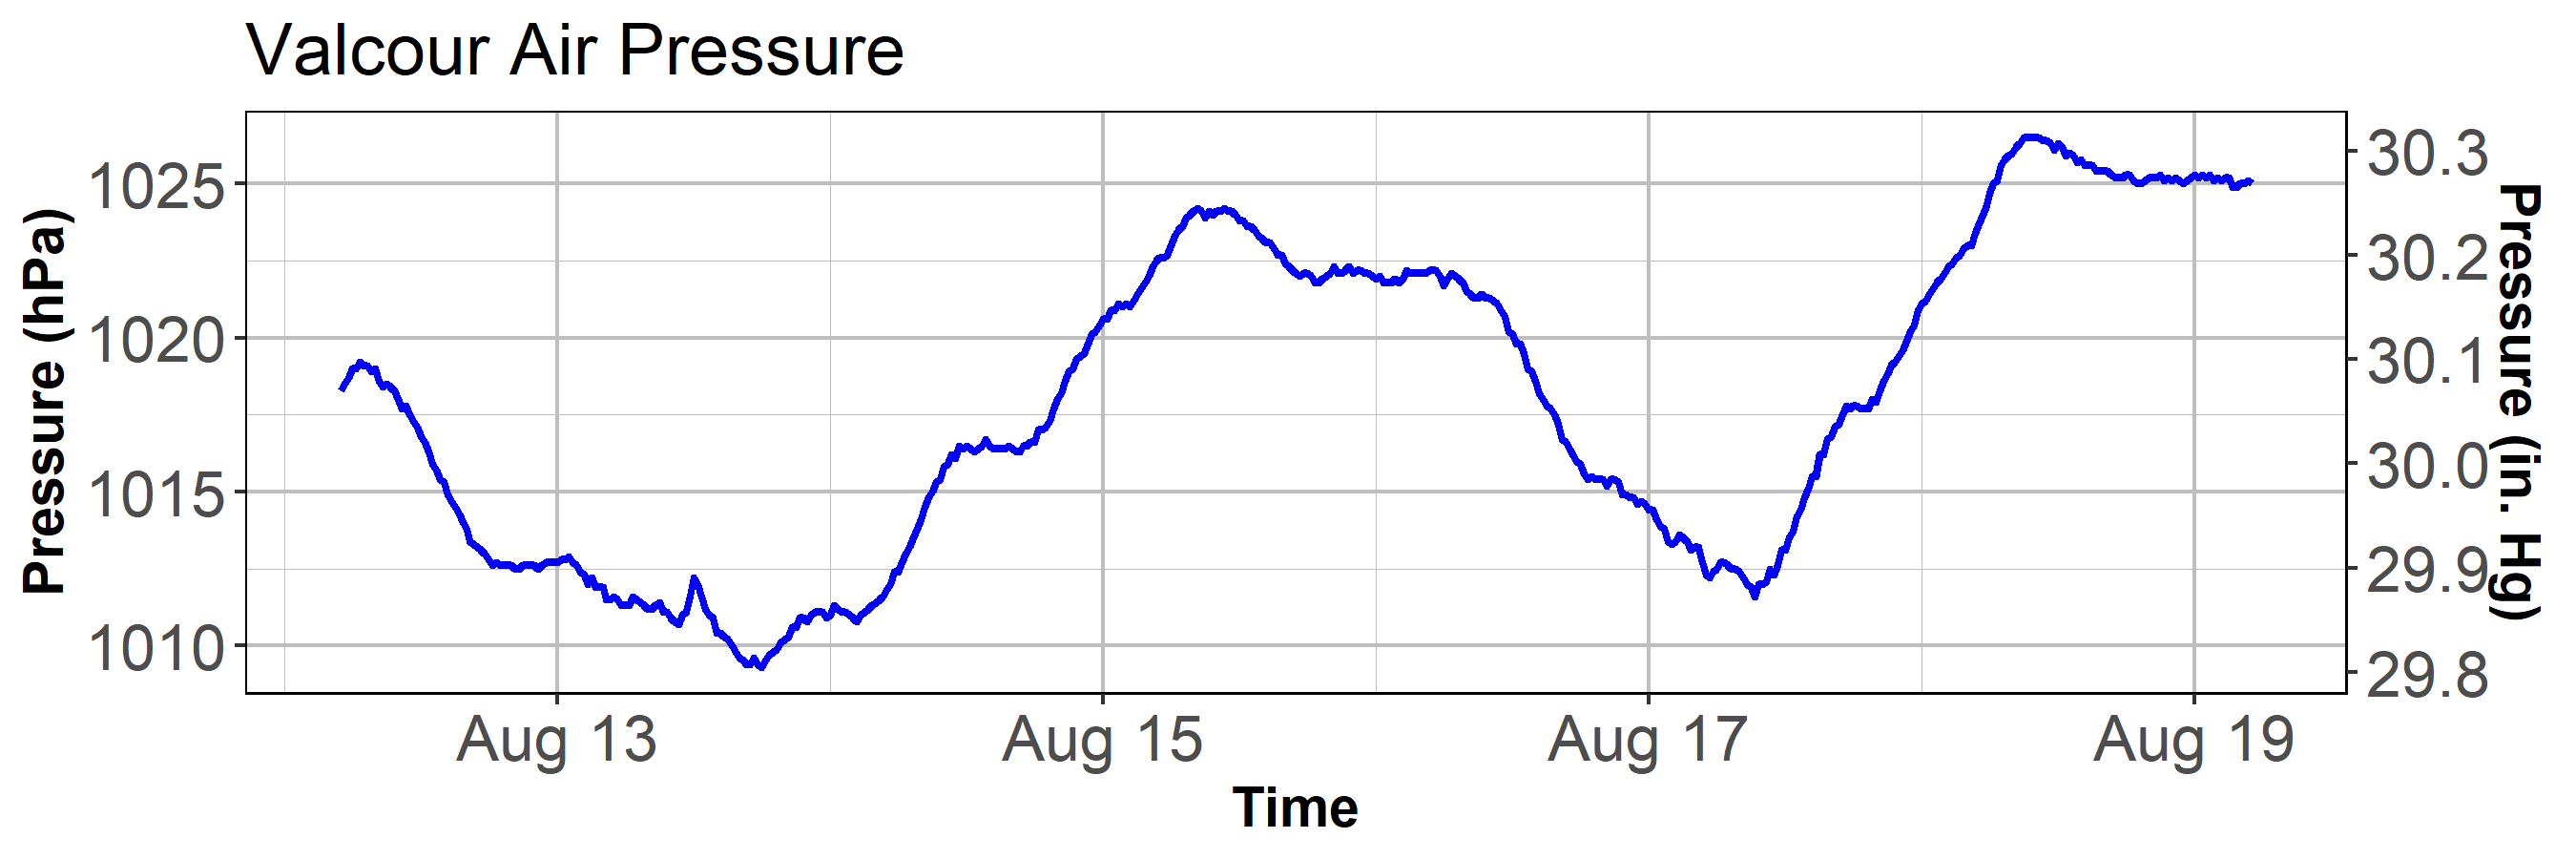 Valcour Air Pressure
Pressure (hPa)
1025
1020
1015
1010
30.3
30.2
30.1
30.0
29.9
29.8
Pressure (in. Hg)
Aug 13
Aug 15
Aug 17
Aug 19
Time